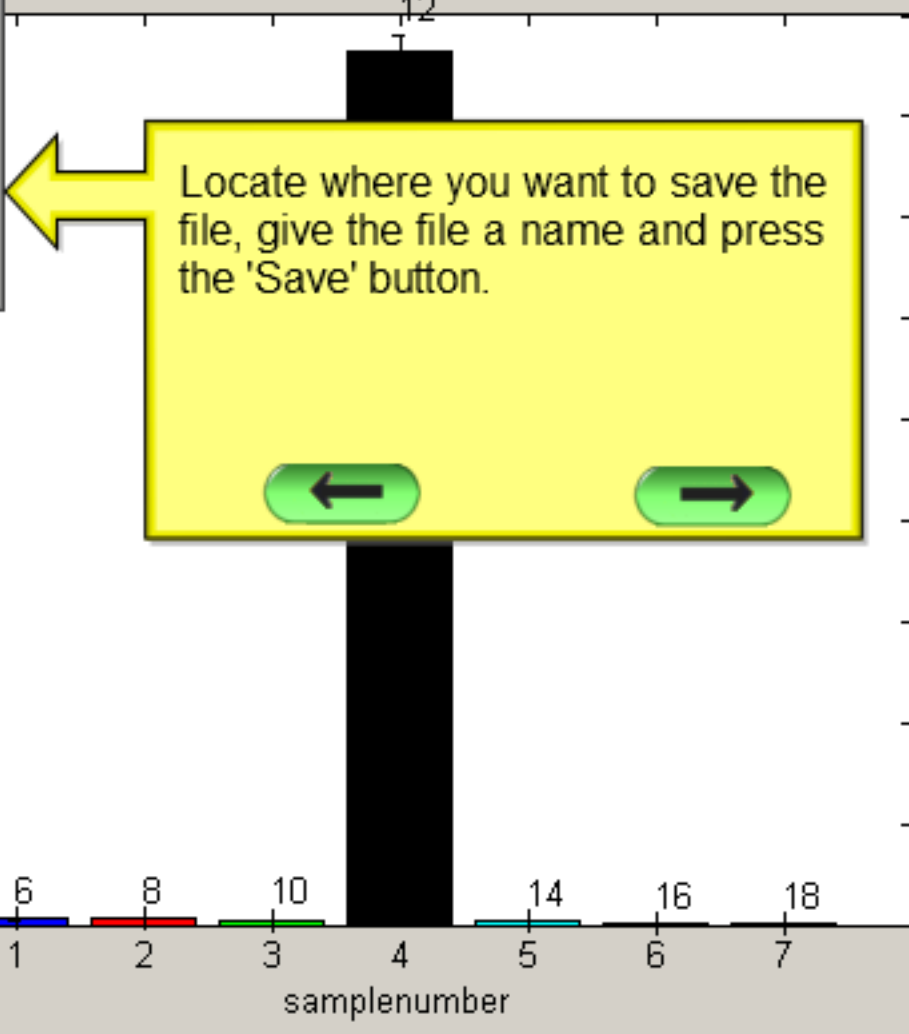 12
Locate where you want to save the
file, give the file a name and press
the 'Save' button.
6 8 10 14 16 18
1 2 3 4 5 6 7
samplenumber